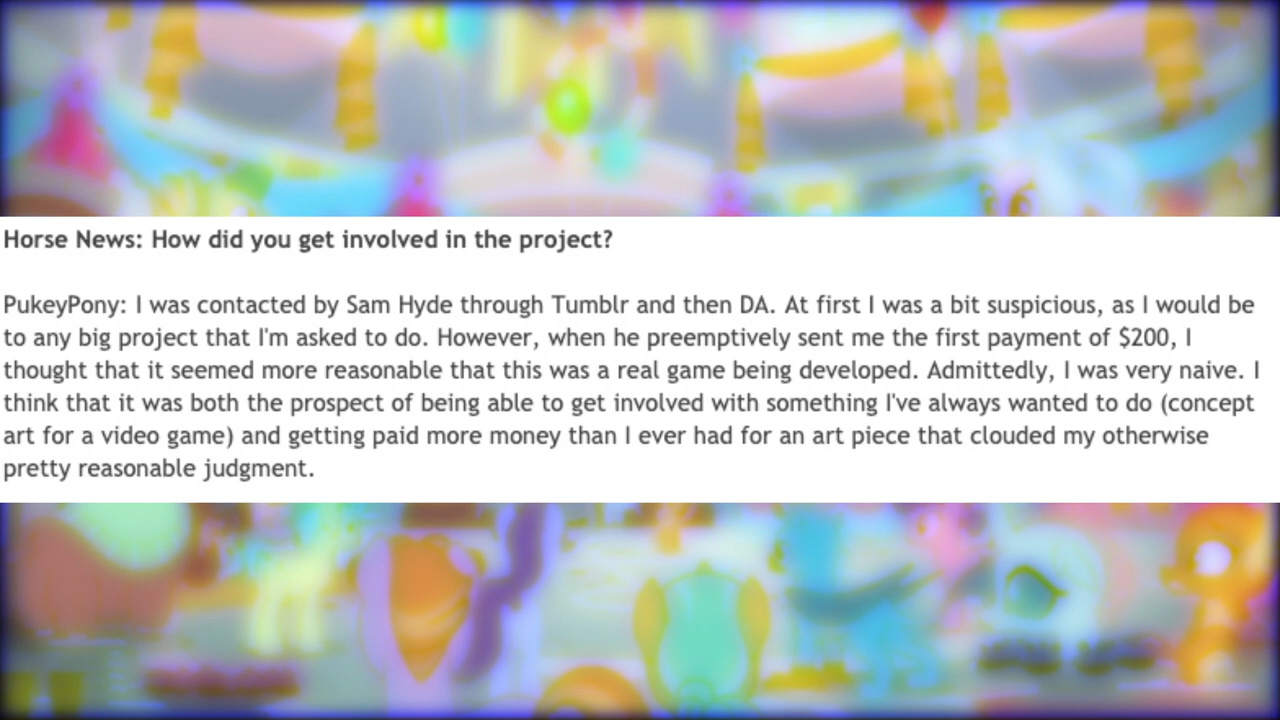 Horse News: How did you get involved in the project?
PukeyPony: I was contacted by Sam Hyde through Tumblr and then DA. At first I was a bit suspicious, as I would be
to any big project that I'm asked to do. However, when he preemptively sent me the first payment of $200, I
thought that it seemed more reasonable that this was a real game being developed. Admittedly, I was very naive. I
think that it was both the prospect of being able to get involved with something I've always wanted to do (concept
art for a video game) and getting paid more money than I ever had for an art piece that clouded my otherwise
pretty reasonable judgment.